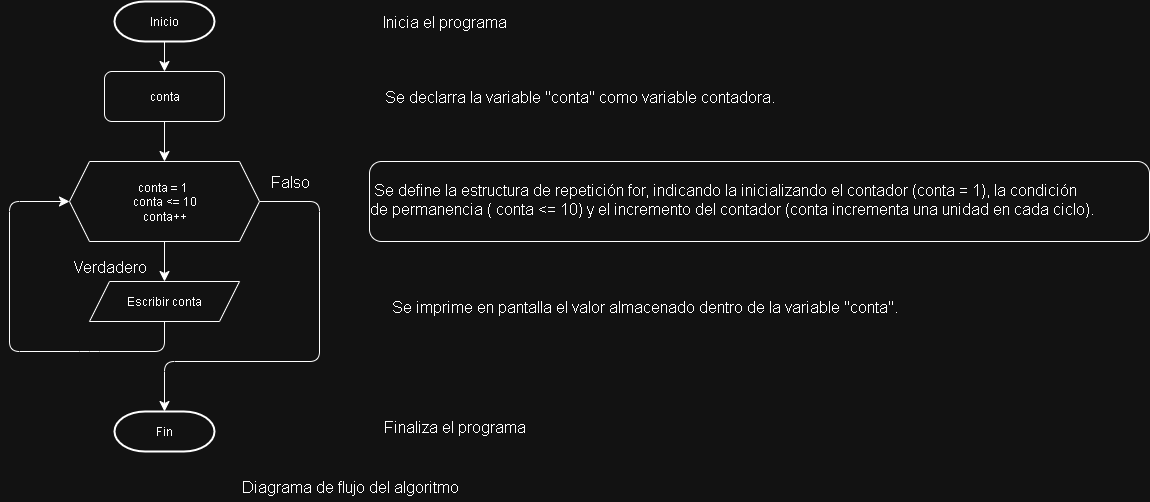 Inicio
Inicia el programa
conta
Se declarra la variable "conta" como variable contadora.
conta = 1
conta <= 10
conta++
Falso
Se define la estructura de repetición for, indicando la inicializando el contador (conta = 1), la condición
de permanencia ( conta <= 10) y el incremento del contador (conta incrementa una unidad en cada ciclo).
Verdadero
Escribir conta
Se imprime en pantalla el valor almacenado dentro de la variable "conta".
Fin
Finaliza el programa
Diagrama de flujo del algoritmo